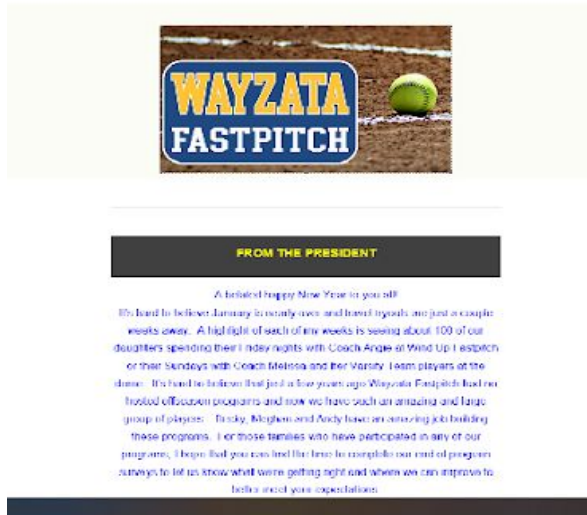 WAYZATA
FASTPITCH
FROM THE PRESIDENT
A belated happy New Year to you all!
It's hard to believe January is nearly over and travel tryouts are just a couple
weeks away. A highlight of each of my weeks is seeing about 100 of our
daughters spending their Friday nights with Coach Angie at Wind Up Fastpitch
or their Sundays with Coach Melissa and her Varsity Team players at the
dome. It's hard to believe that just a few years ago Wayzata Fastpitch had no
hosted offseason programs and now we have such an amazing and large
group of players. Meghan and Andy have an amazing job building
these programs. For those families who have participated in any of our
programs, I hope that you can find the time to complete our end of program
surveys to let us know what we're getting right and where we can improve to
better meet your expectations